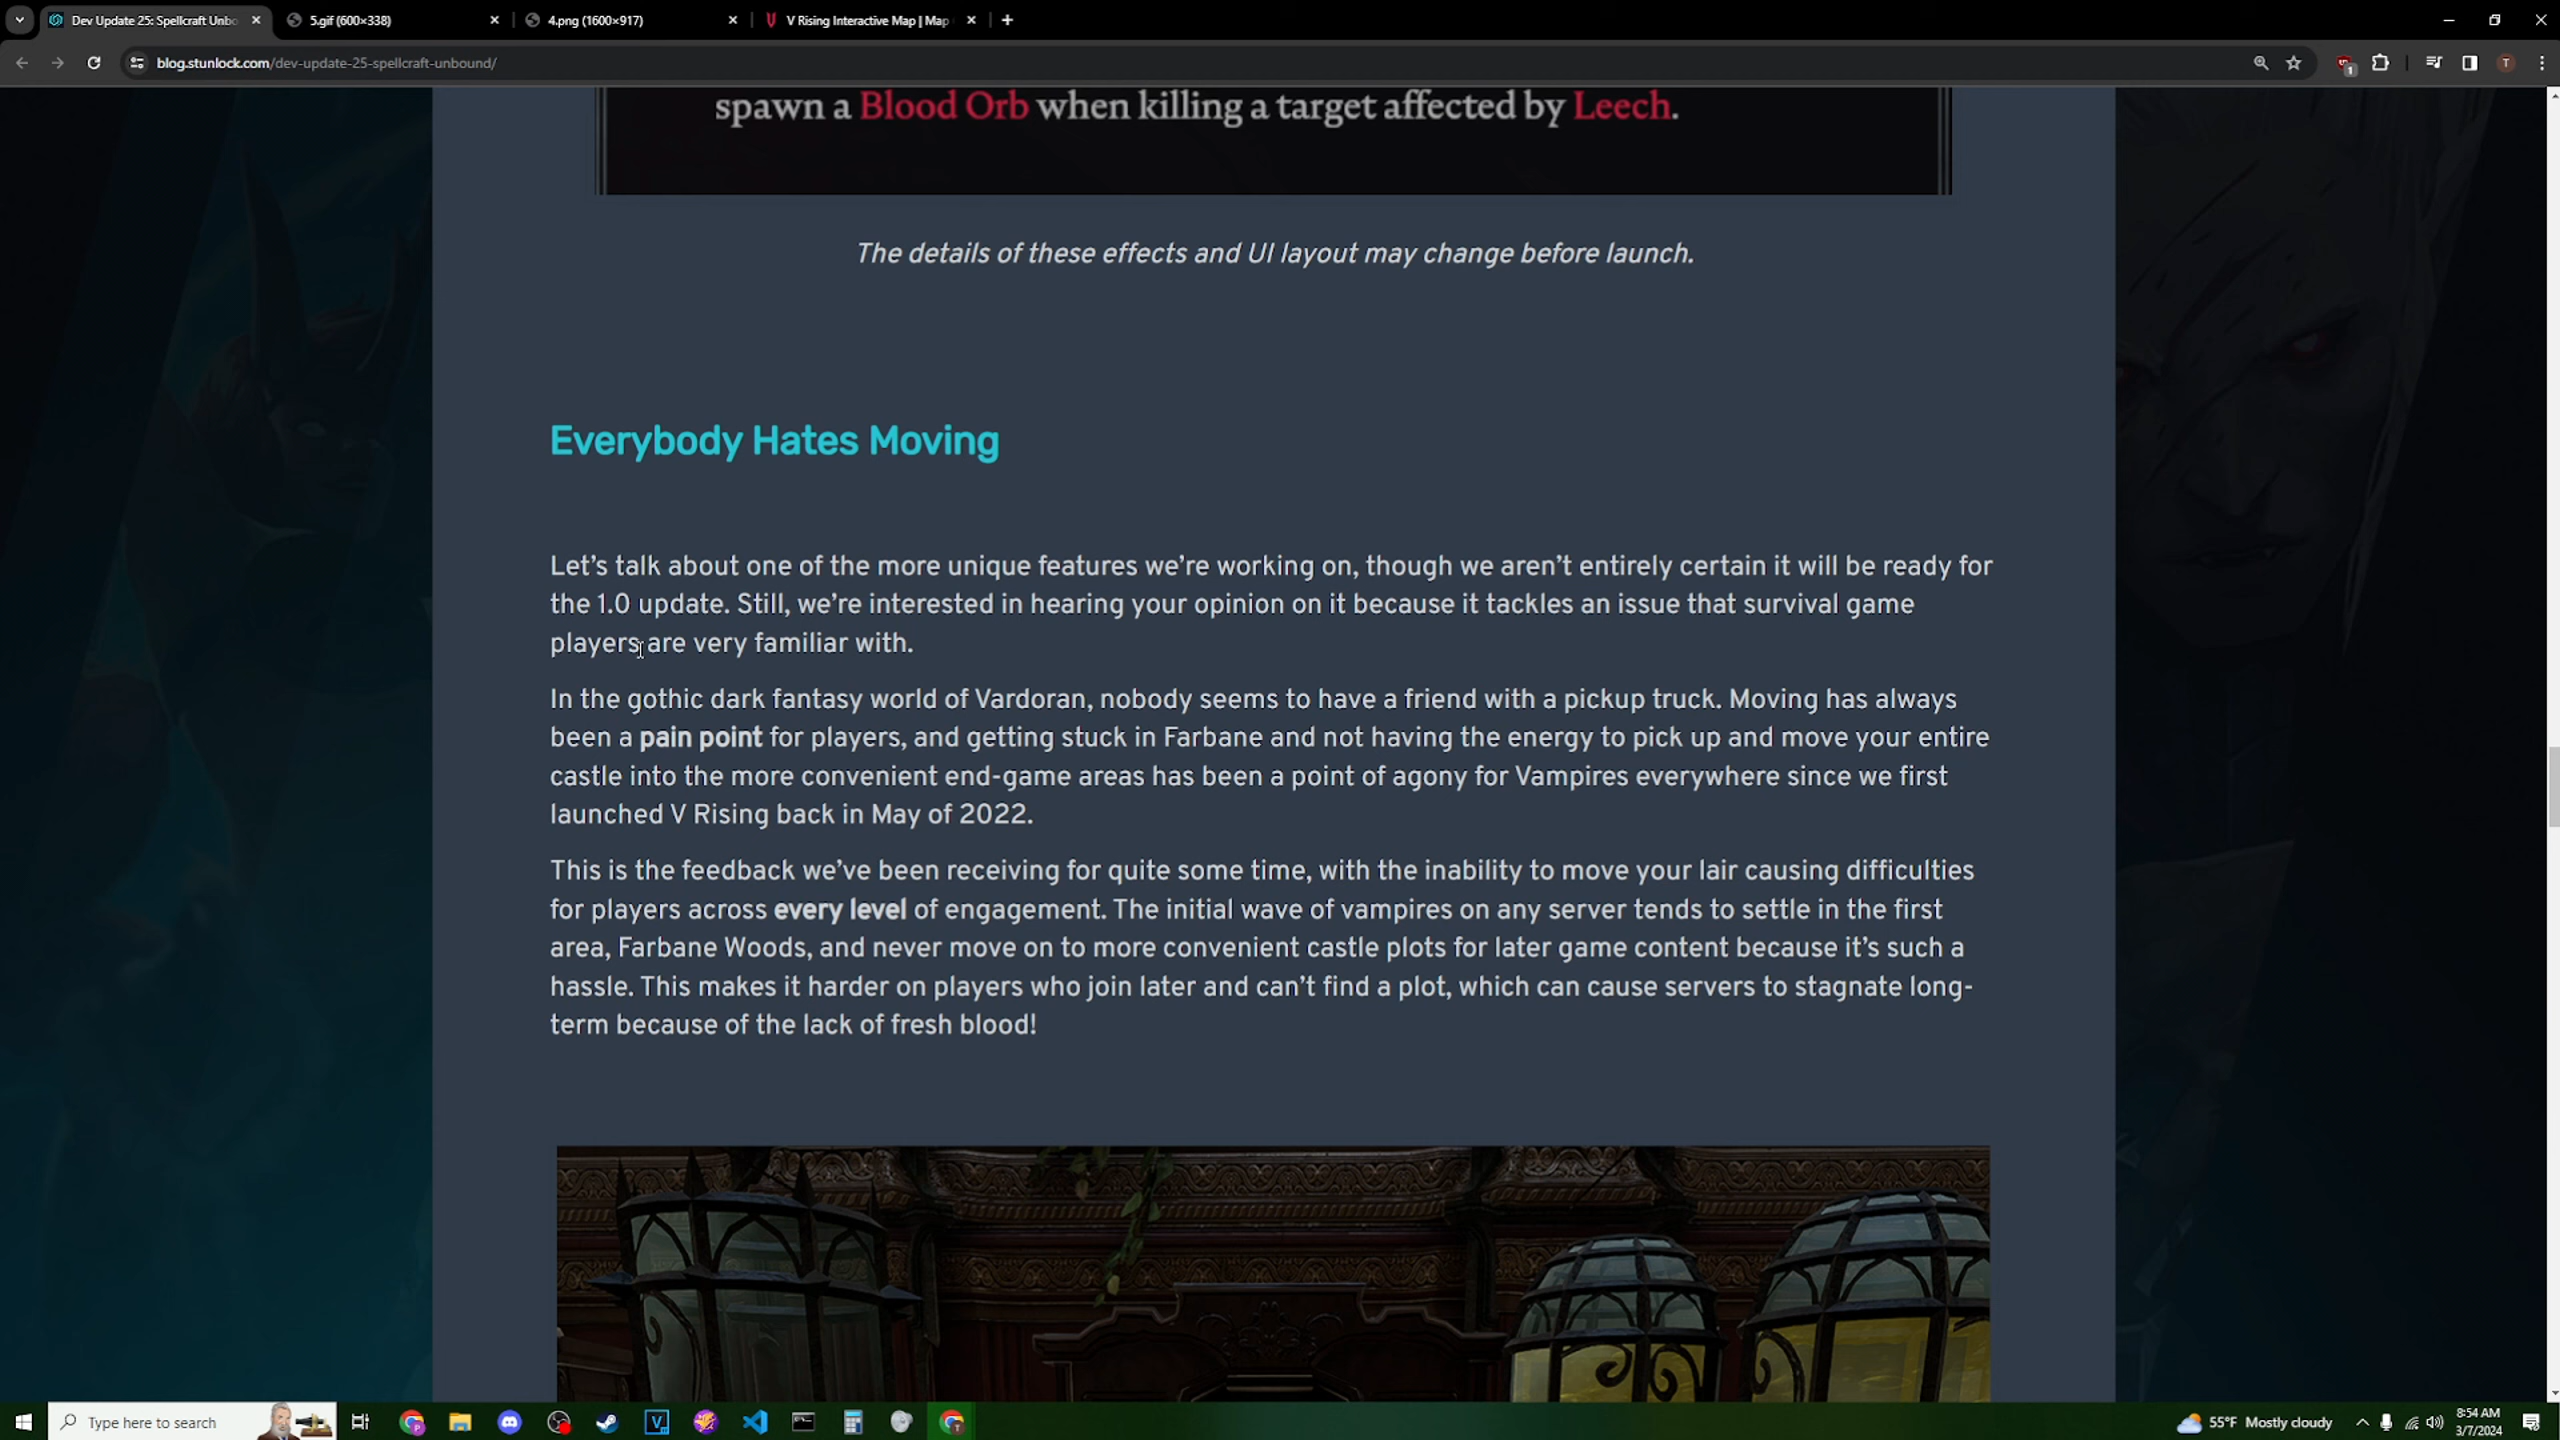 Dev Update 25: Spellcraft Unbo
5.gif (600×338)
4.png (1600×917)
V Rising Interactive Map | Map
blog.stunlock.com/dev-update-25-spellcraft-unbound/
1
T
spawn a Blood Orb when killing a target affected by Leech.
The details of these effects and UI layout may change before launch.
Everybody Hates Moving
Let’s talk about one of the more unique features we’re working on, though we aren’t entirely certain it will be ready for
the 1.0 update. Still, we’re interested in hearing your opinion on it because it tackles an issue that survival game
players are very familiar with.
In the gothic dark fantasy world of Vardoran, nobody seems to have a friend with a pickup truck. Moving has always
been a pain point for players, and getting stuck in Farbane and not having the energy to pick up and move your entire
castle into the more convenient end-game areas has been a point of agony for Vampires everywhere since we first
launched V Rising back in May of 2022.
This is the feedback we’ve been receiving for quite some time, with the inability to move your lair causing difficulties
for players across every level of engagement. The initial wave of vampires on any server tends to settle in the first
area, Farbane Woods, and never move on to more convenient castle plots for later game content because it’s such a
hassle. This makes it harder on players who join later and can’t find a plot, which can cause servers to stagnate long-
term because of the lack of fresh blood!
Type here to search
55°F Mostly cloudy
8:54 AM
3/7/2024